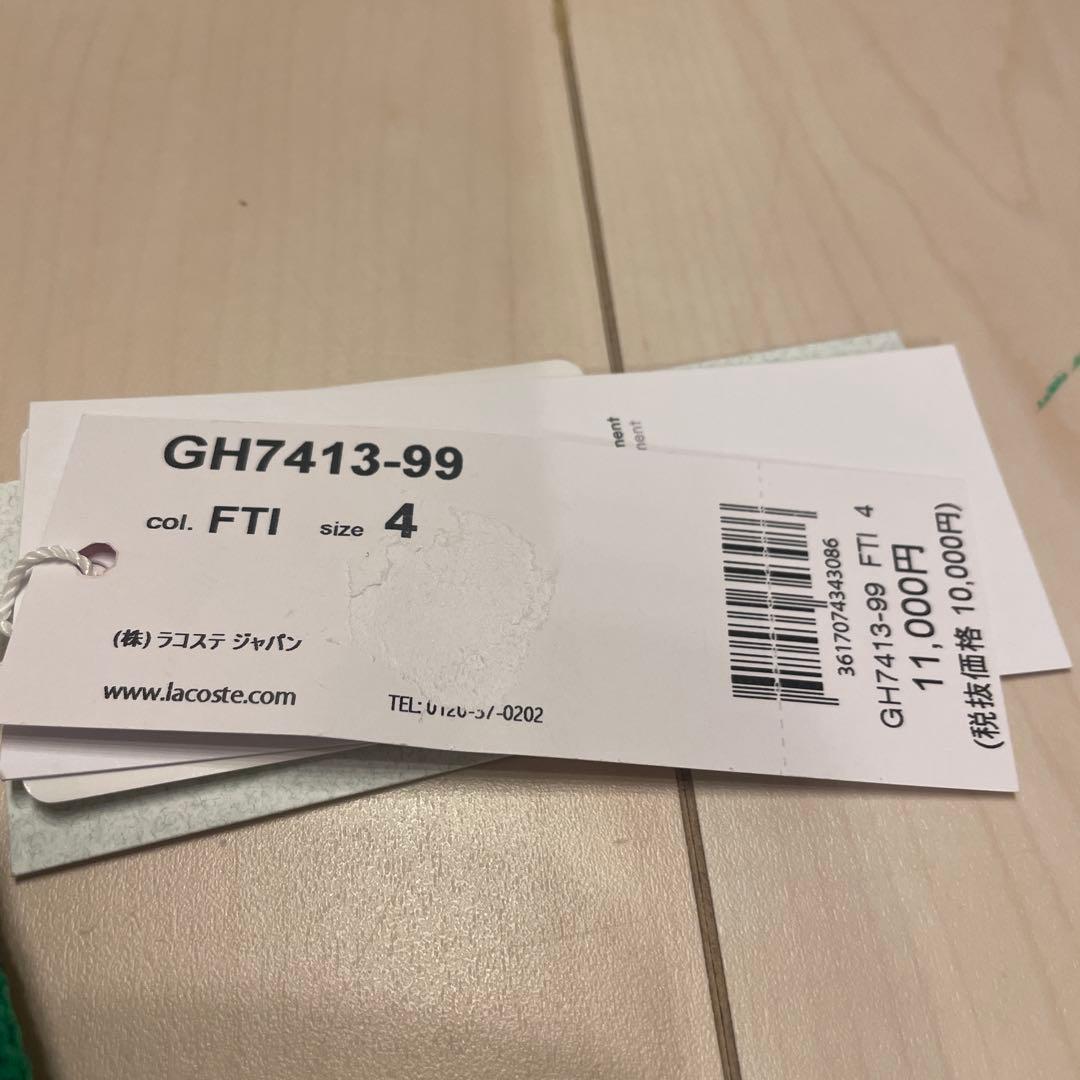 GH7413-99
col. FTI size 4
(株)ラコステ ジャパン
www.lacoste.com
TEL: 0120-37-0202
3617074343086
GH7413-99 FTI 4
11,000円
(税抜価格 10,000円)
nent
nent